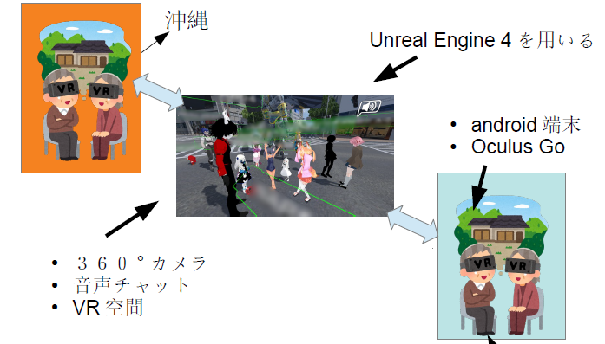 沖縄
Unreal Engine 4 を用いる
• android 端末
• Oculus Go
VR
VR
VR
VR
• ３６０°カメラ
• 音声チャット
• VR 空間